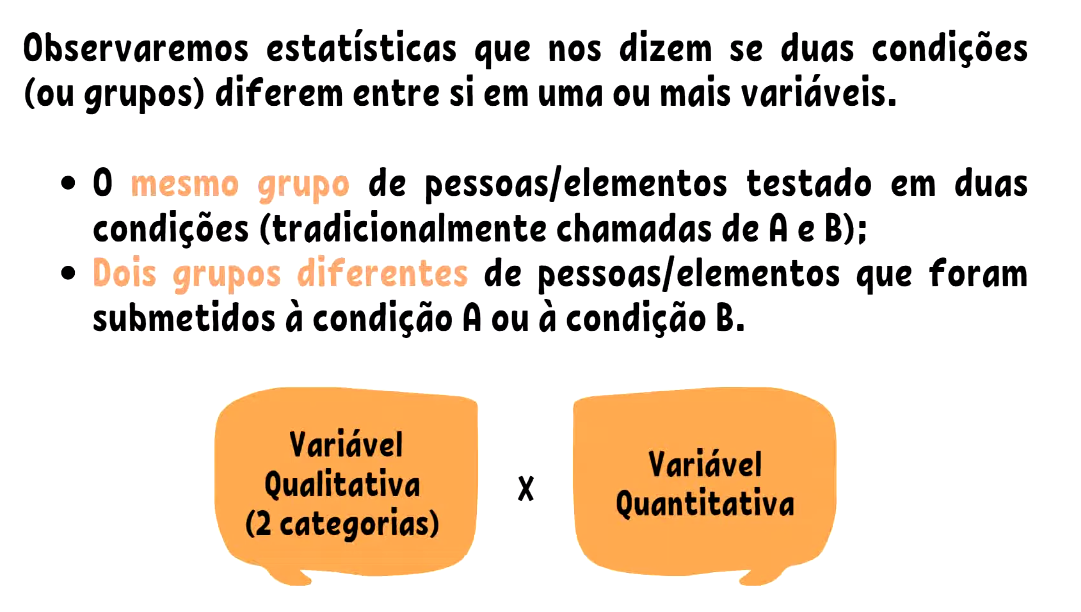 Observaremos estatísticas que nos dizem se duas condições
(ou grupos) diferem entre si em uma ou mais variáveis.
• O mesmo grupo de pessoas/elementos testado em duas
condições (tradicionalmente chamadas de A e B);
• Dois grupos diferentes de pessoas/elementos que foram
submetidos à condição A ou à condição B.
Variável
Qualitativa
(2 categorias)
X
Variável
Quantitativa